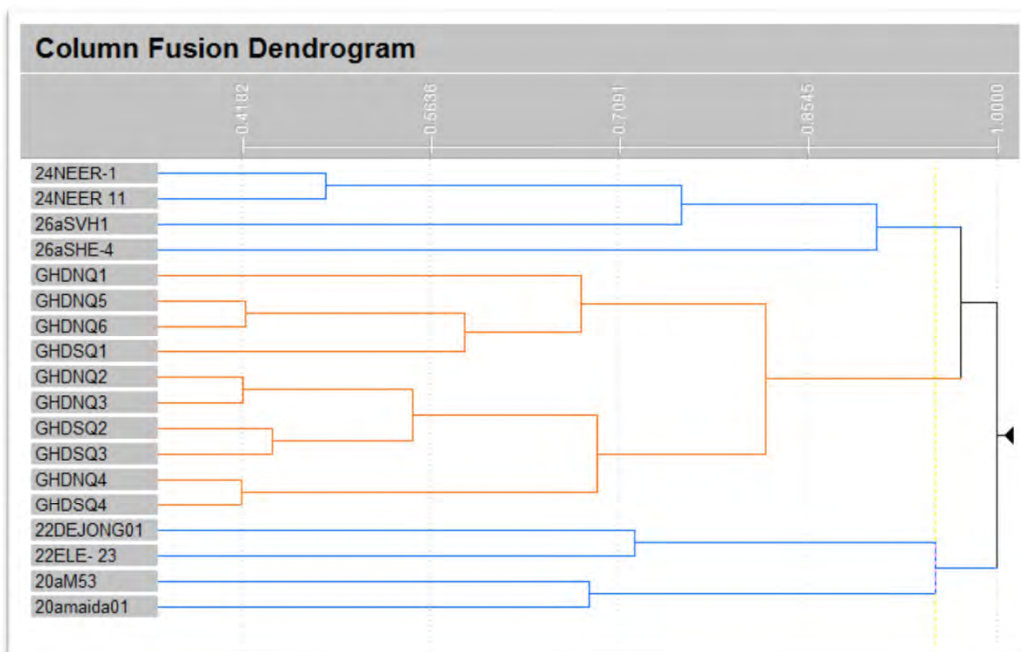 Column Fusion Dendrogram
0.4182
0.5636
0.7091
0.8545
1.0000
24NEER-1
24NEER 11
26aSVH1
26aSHE-4
GHDNQ1
GHDNQ5
GHDNQ6
GHDSQ1
GHDNQ2
GHDNQ3
GHDSQ2
GHDSQ3
GHDNQ4
GHDSQ4
22DEJONG01
22ELE- 23
20aM53
20amaida01